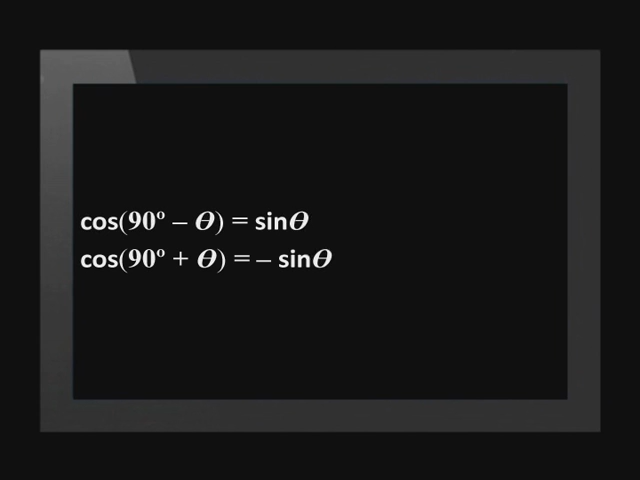 cos(90º – θ) = sinθ
cos(90º + θ) = – sinθ